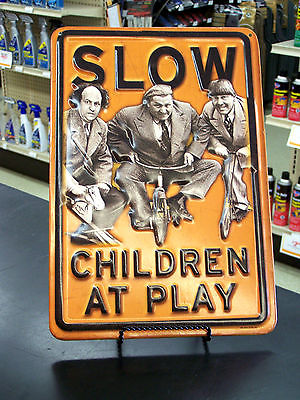 SLOW
CHILDREN
AT PLAY